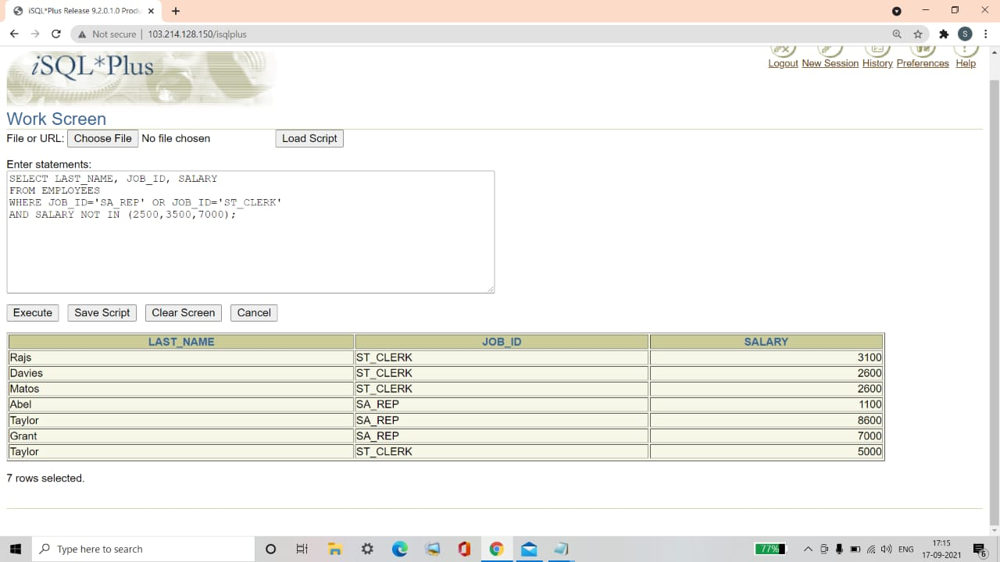 iSQL*Plus Release 9.2.0.1.0 Produ
Not secure | 103.214.128.150/isqlplus
S
iSQL*Plus
Logout New Session History Preferences Help
Work Screen
File or URL: Choose File No file chosen Load Script
Enter statements:
SELECT LAST_NAME, JOB_ID, SALARY
FROM EMPLOYEES
WHERE JOB_ID='SA_REP' OR JOB_ID='ST_CLERK'
AND SALARY NOT IN (2500,3500,7000);
Execute Save Script Clear Screen Cancel
LAST_NAME JOB_ID SALARY
Rajs ST_CLERK 3100
Davies ST_CLERK 2600
Matos ST_CLERK 2600
Abel SA_REP 1100
Taylor SA_REP 8600
Grant SA_REP 7000
Taylor ST_CLERK 5000
7 rows selected.
Type here to search
77%
ENG
17:15
17-09-2021
6